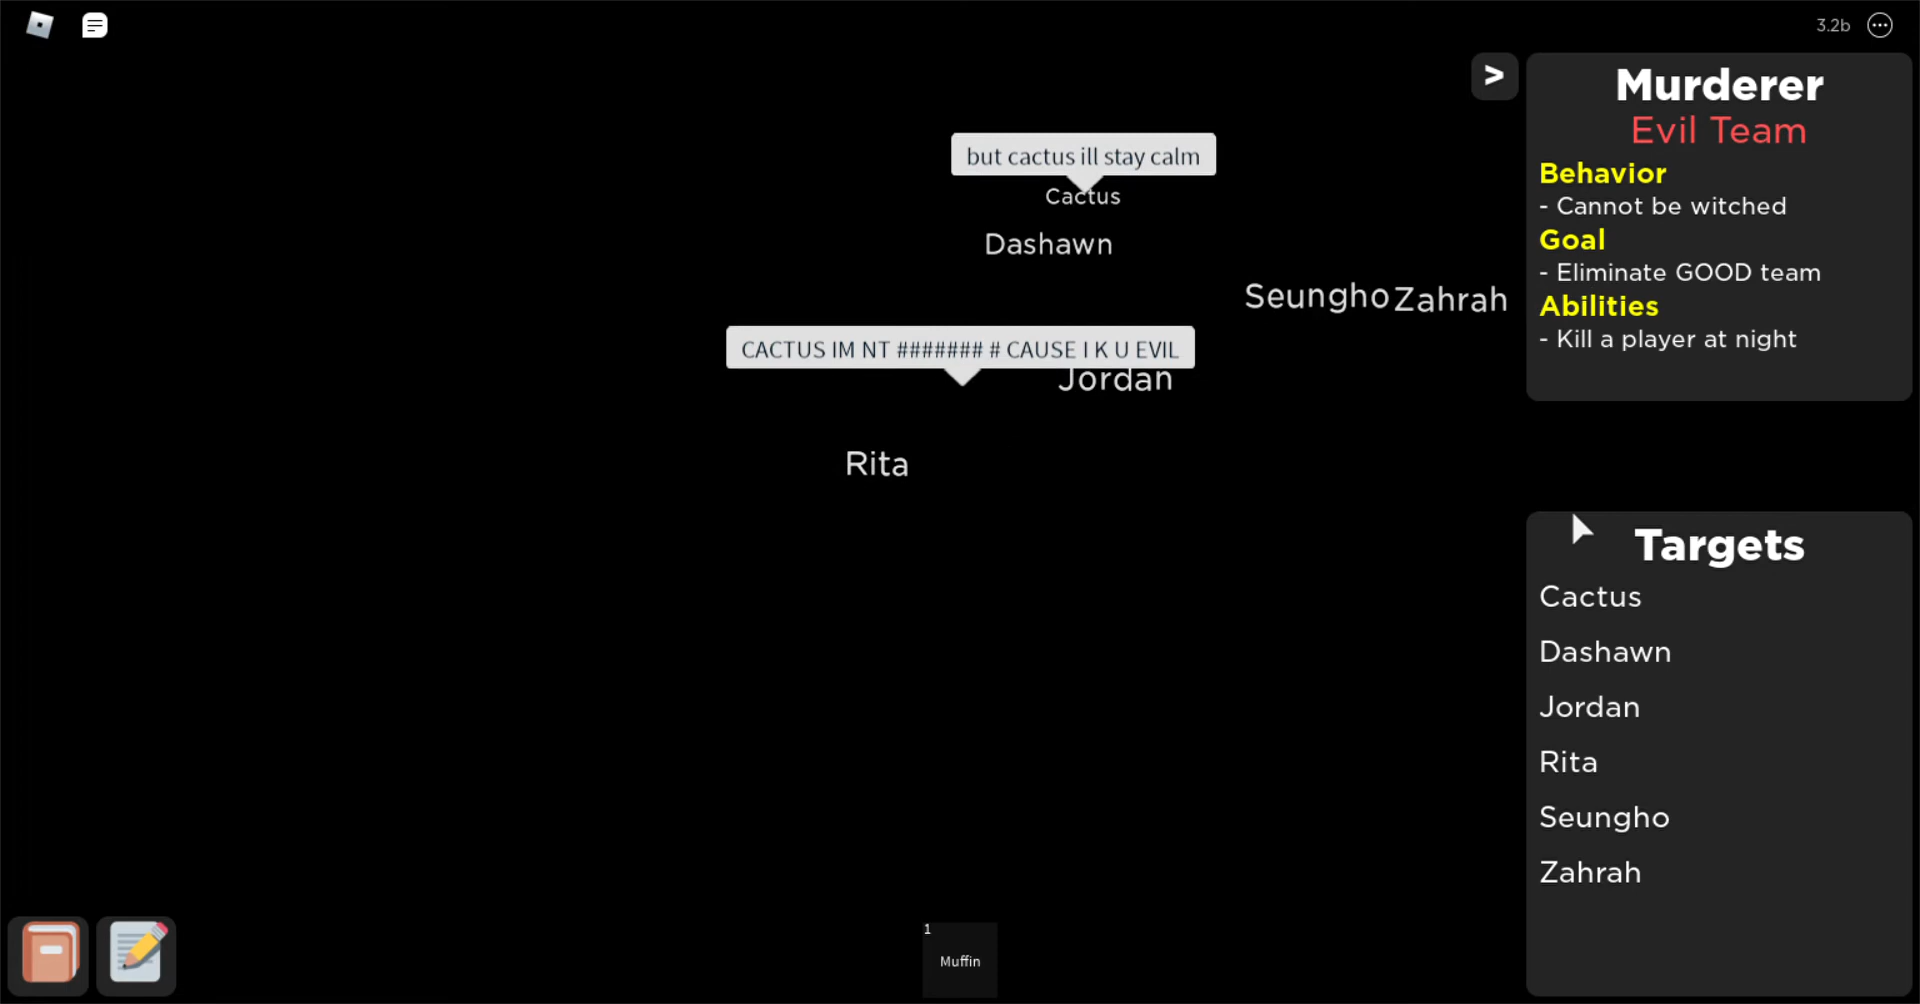 3.2b
>
Murderer
Evil Team
Behavior
- Cannot be witched
Goal
- Eliminate GOOD team
Abilities
- Kill a player at night
but cactus ill stay calm
Cactus
Dashawn
Seungho Zahrah
CACTUS IM NT ####### # CAUSE I K U EVIL
Jordan
Rita
Targets
Cactus
Dashawn
Jordan
Rita
Seungho
Zahrah
1
Muffin